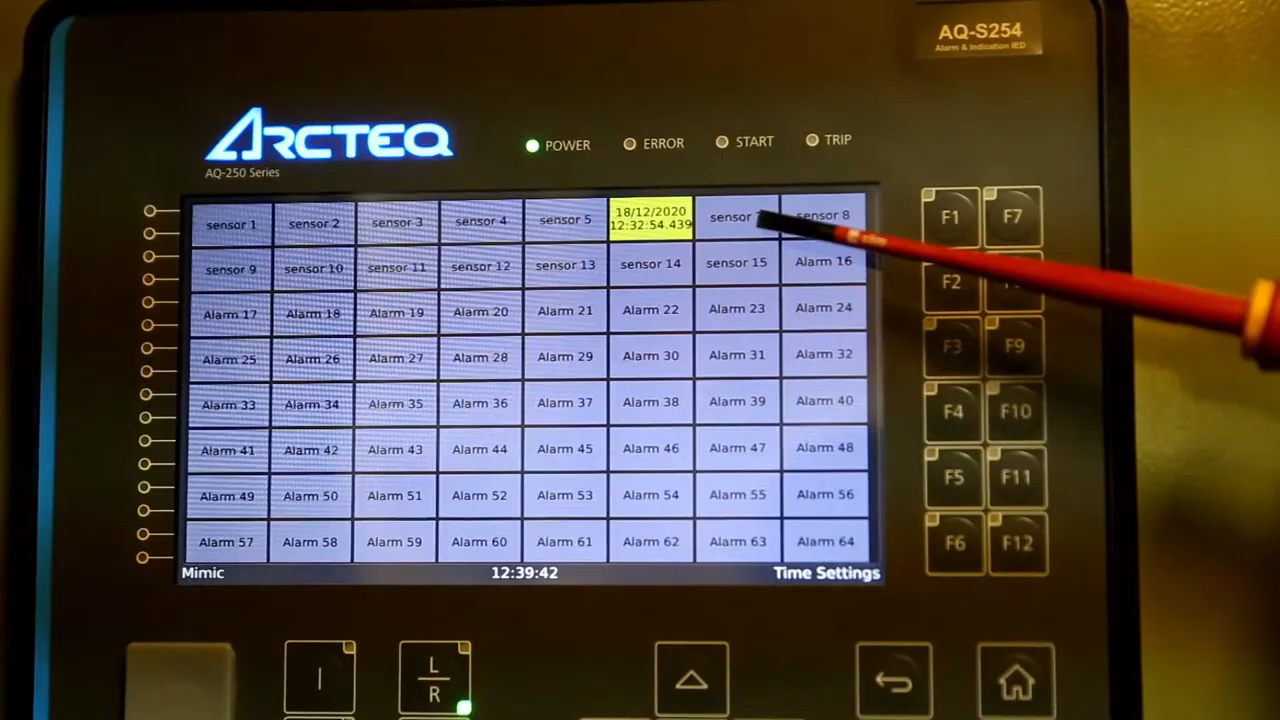 AQ-S254
Alarm & Indication IED
ARCTEQ
AQ-250 Series
POWER ERROR START TRIP
sensor 1 sensor 2 sensor 3 sensor 4 sensor 5 18/12/2020 sensor sensor 8
12:32:54.439
sensor 9 sensor 10 sensor 11 sensor 12 sensor 13 sensor 14 sensor 15 Alarm 16
Alarm 17 Alarm 18 Alarm 19 Alarm 20 Alarm 21 Alarm 22 Alarm 23 Alarm 24
Alarm 25 Alarm 26 Alarm 27 Alarm 28 Alarm 29 Alarm 30 Alarm 31 Alarm 32
Alarm 33 Alarm 34 Alarm 35 Alarm 36 Alarm 37 Alarm 38 Alarm 39 Alarm 40
Alarm 41 Alarm 42 Alarm 43 Alarm 44 Alarm 45 Alarm 46 Alarm 47 Alarm 48
Alarm 49 Alarm 50 Alarm 51 Alarm 52 Alarm 53 Alarm 54 Alarm 55 Alarm 56
Alarm 57 Alarm 58 Alarm 59 Alarm 60 Alarm 61 Alarm 62 Alarm 63 Alarm 64
Mimic 12:39:42 Time Settings
F1 F7
F2
F3 F9
F4 F10
F5 F11
F6 F12
I
L
R